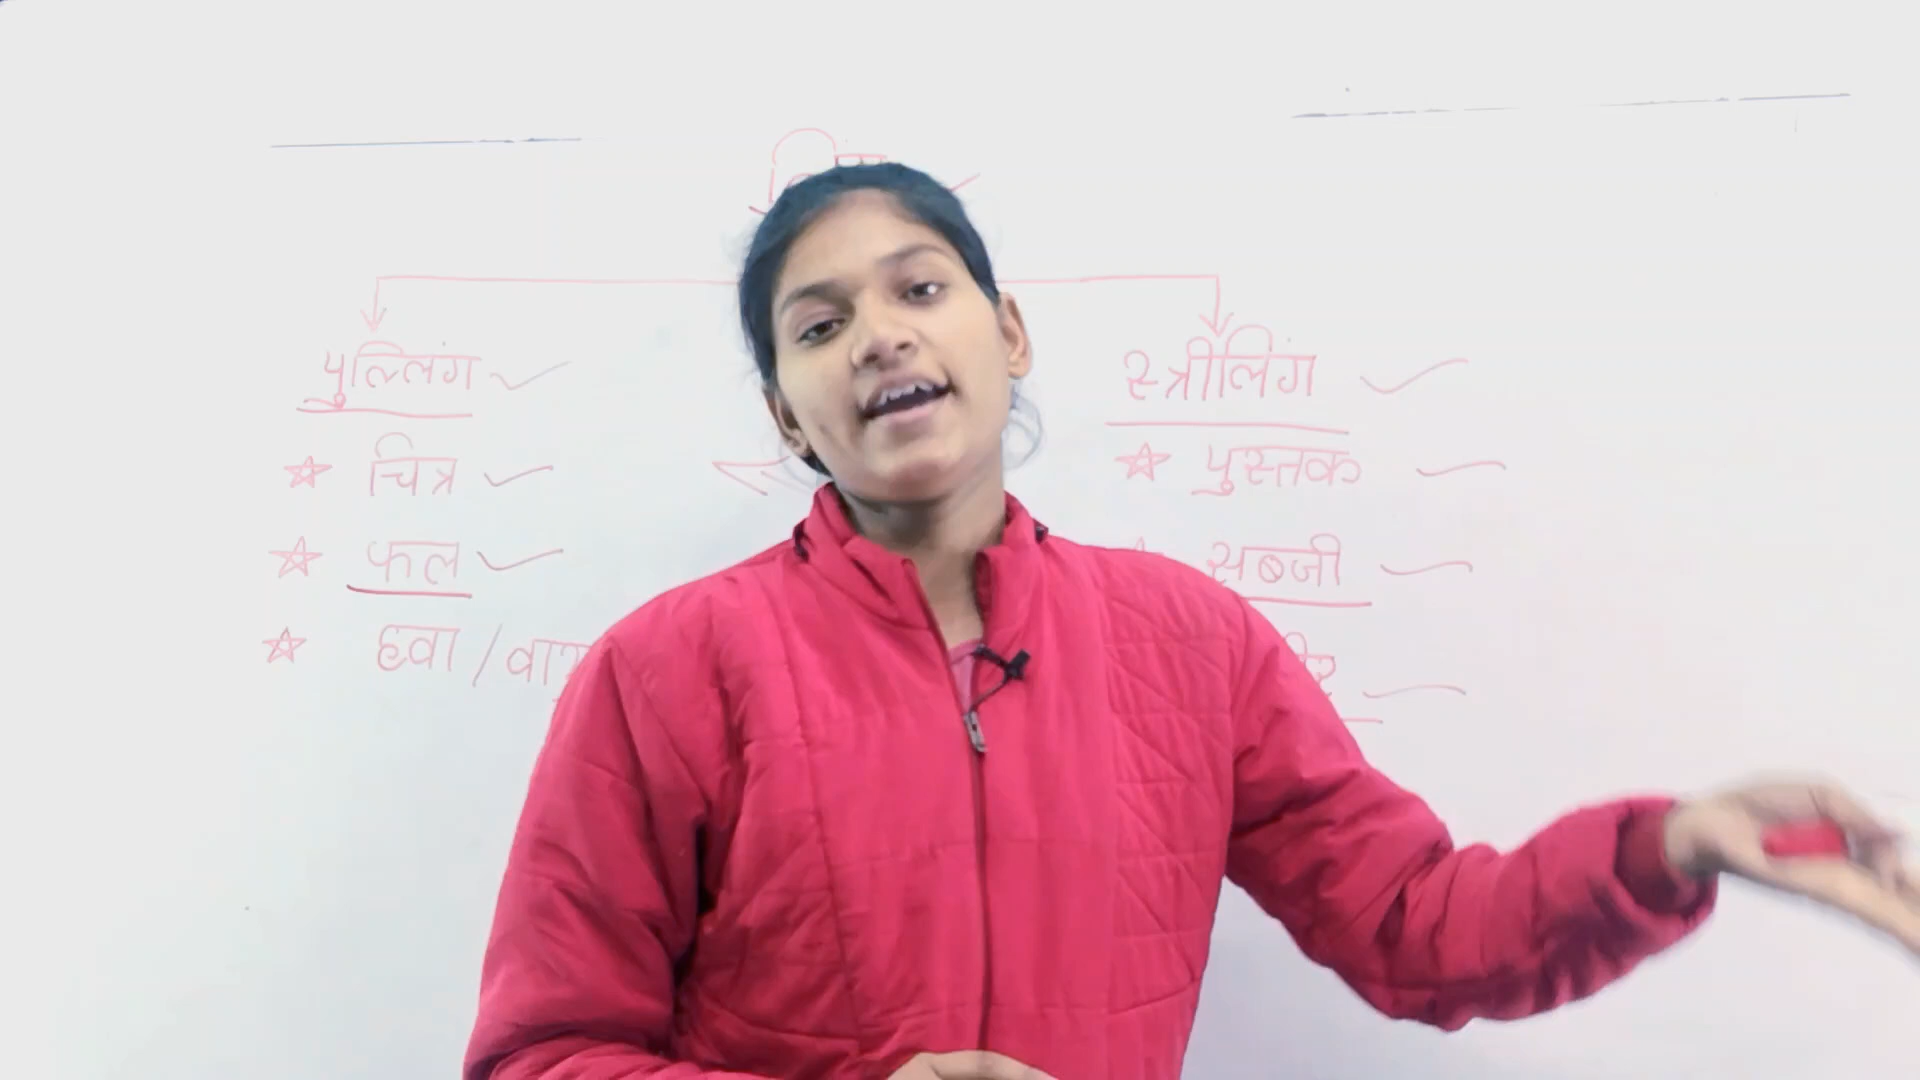 पुल्लिंग
चित्र
फल
हवा /
स्त्रीलिंग
पुस्तक
सब्जी